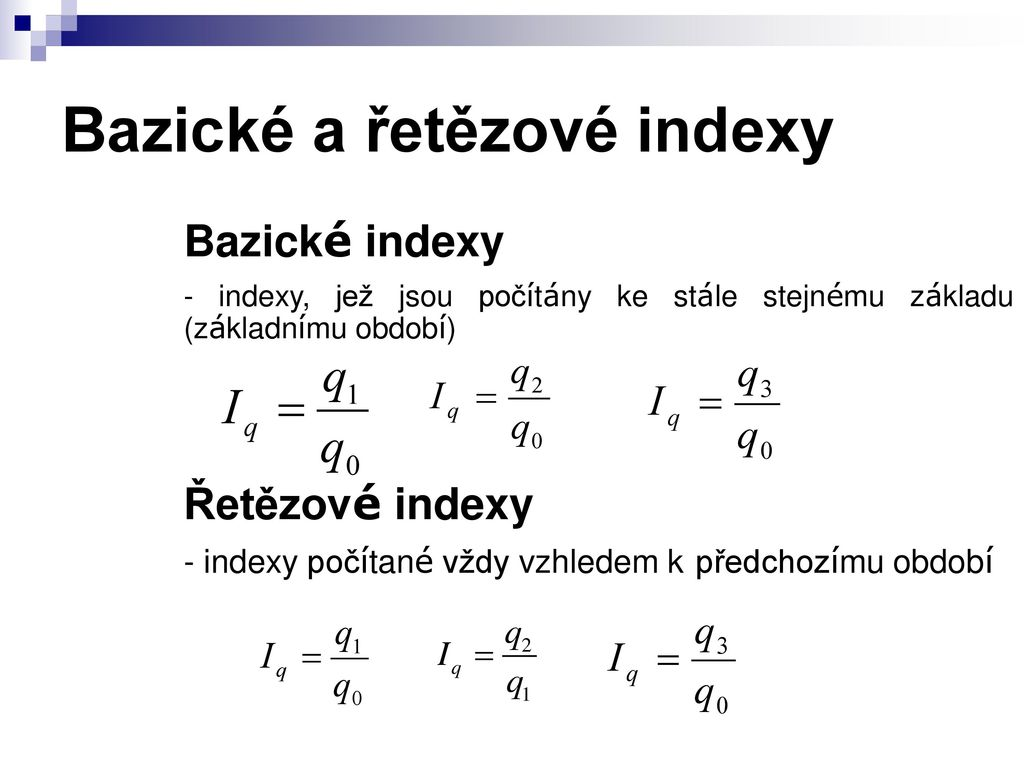 Bazické a řetězové indexy
Bazické indexy
- indexy, jež jsou počítány ke stále stejnému základu
(základnímu období)
I_q = q_1/q_0   I_q = q_2/q_0   I_q = q_3/q_0
Řetězové indexy
- indexy počítané vždy vzhledem k předchozímu období
I_q = q_1/q_0   I_q = q_2/q_1   I_q = q_3/q_0